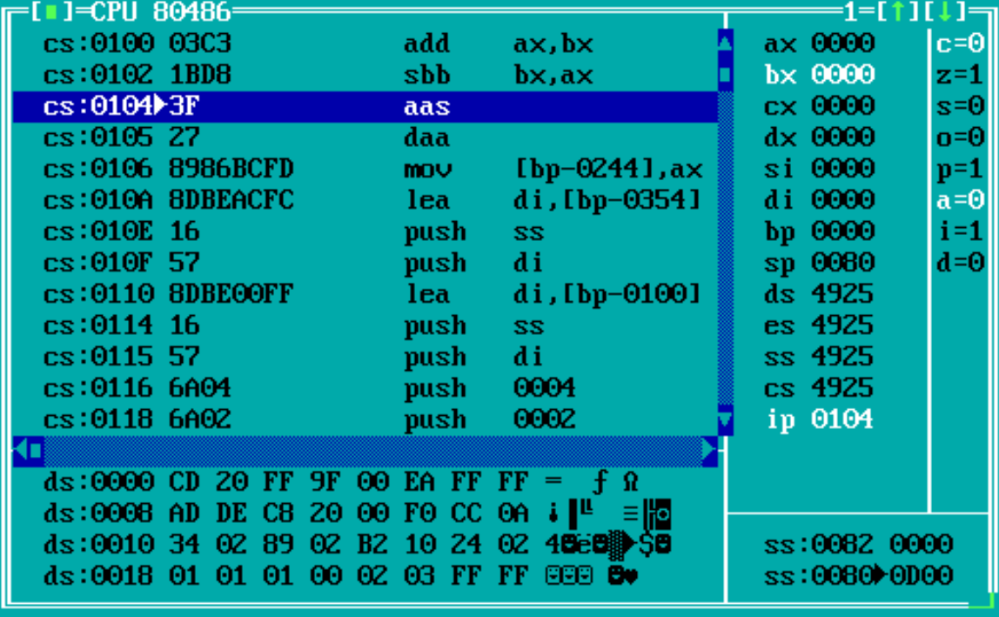 [■]=CPU 80486 1=[↑][↓]
cs:0100 03C3 add ax,bx ax 0000 c=0
cs:0102 1BD8 sbb bx,ax bx 0000 z=1
cs:0104►3F aas cx 0000 s=0
cs:0105 27 daa dx 0000 o=0
cs:0106 8986BCFD mov [bp-0244],ax si 0000 p=1
cs:010A 8DBEACFC lea di,[bp-0354] di 0000 a=0
cs:010E 16 push ss bp 0000 i=1
cs:010F 57 push di sp 0080 d=0
cs:0110 8DBE00FF lea di,[bp-0100] ds 4925
cs:0114 16 push ss es 4925
cs:0115 57 push di ss 4925
cs:0116 6A04 push 0004 cs 4925
cs:0118 6A02 push 0002 ip 0104
ds:0000 CD 20 FF 9F 00 EA FF FF = ƒ Ω
ds:0008 AD DE C8 20 00 F0 CC 0A ¡▐╚ ≡╠◙
ds:0010 34 02 89 02 B2 10 24 02 4☻ë☻▓►$☻ ss:0082 0000
ds:0018 01 01 01 00 02 03 FF FF ☺☺☺ ☻♥ ss:0080►0D00